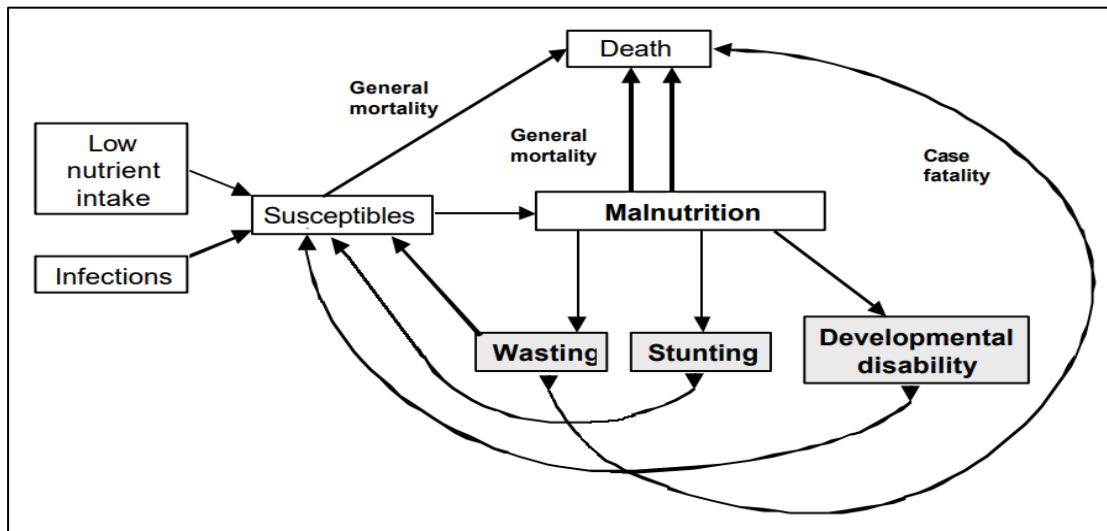 Death
General
mortality
General
mortality
Case
fatality
Low
nutrient
intake
Susceptibles
Malnutrition
Infections
Wasting
Stunting
Developmental
disability